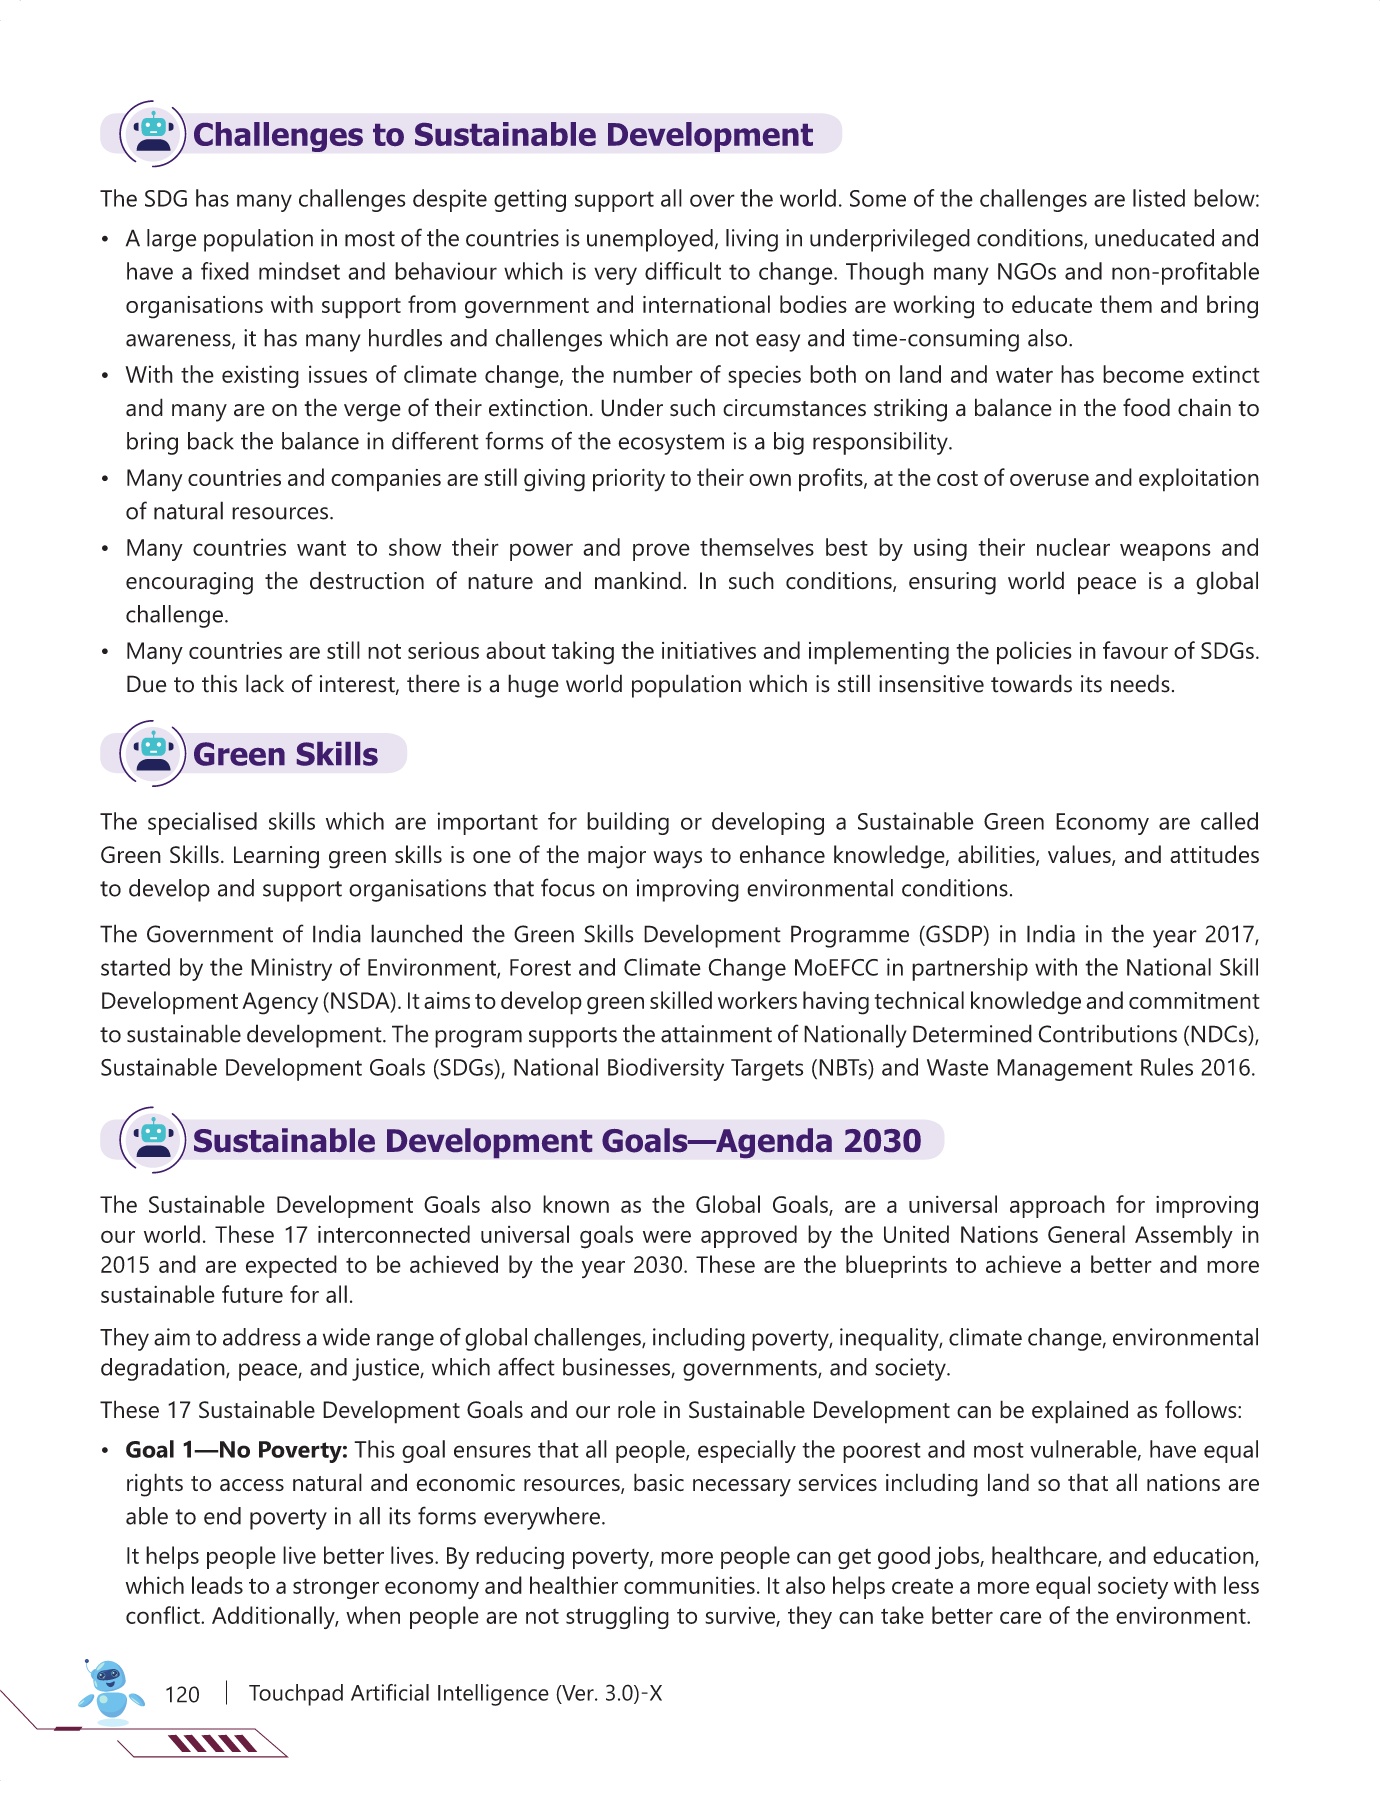 Challenges to Sustainable Development
The SDG has many challenges despite getting support all over the world. Some of the challenges are listed below:
• A large population in most of the countries is unemployed, living in underprivileged conditions, uneducated and
have a fixed mindset and behaviour which is very difficult to change. Though many NGOs and non-profitable
organisations with support from government and international bodies are working to educate them and bring
awareness, it has many hurdles and challenges which are not easy and time-consuming also.
• With the existing issues of climate change, the number of species both on land and water has become extinct
and many are on the verge of their extinction. Under such circumstances striking a balance in the food chain to
bring back the balance in different forms of the ecosystem is a big responsibility.
• Many countries and companies are still giving priority to their own profits, at the cost of overuse and exploitation
of natural resources.
• Many countries want to show their power and prove themselves best by using their nuclear weapons and
encouraging the destruction of nature and mankind. In such conditions, ensuring world peace is a global
challenge.
• Many countries are still not serious about taking the initiatives and implementing the policies in favour of SDGs.
Due to this lack of interest, there is a huge world population which is still insensitive towards its needs.
Green Skills
The specialised skills which are important for building or developing a Sustainable Green Economy are called
Green Skills. Learning green skills is one of the major ways to enhance knowledge, abilities, values, and attitudes
to develop and support organisations that focus on improving environmental conditions.
The Government of India launched the Green Skills Development Programme (GSDP) in India in the year 2017,
started by the Ministry of Environment, Forest and Climate Change MoEFCC in partnership with the National Skill
Development Agency (NSDA). It aims to develop green skilled workers having technical knowledge and commitment
to sustainable development. The program supports the attainment of Nationally Determined Contributions (NDCs),
Sustainable Development Goals (SDGs), National Biodiversity Targets (NBTs) and Waste Management Rules 2016.
Sustainable Development Goals—Agenda 2030
The Sustainable Development Goals also known as the Global Goals, are a universal approach for improving
our world. These 17 interconnected universal goals were approved by the United Nations General Assembly in
2015 and are expected to be achieved by the year 2030. These are the blueprints to achieve a better and more
sustainable future for all.
They aim to address a wide range of global challenges, including poverty, inequality, climate change, environmental
degradation, peace, and justice, which affect businesses, governments, and society.
These 17 Sustainable Development Goals and our role in Sustainable Development can be explained as follows:
• Goal 1—No Poverty: This goal ensures that all people, especially the poorest and most vulnerable, have equal
rights to access natural and economic resources, basic necessary services including land so that all nations are
able to end poverty in all its forms everywhere.
It helps people live better lives. By reducing poverty, more people can get good jobs, healthcare, and education,
which leads to a stronger economy and healthier communities. It also helps create a more equal society with less
conflict. Additionally, when people are not struggling to survive, they can take better care of the environment.
120 | Touchpad Artificial Intelligence (Ver. 3.0)-X